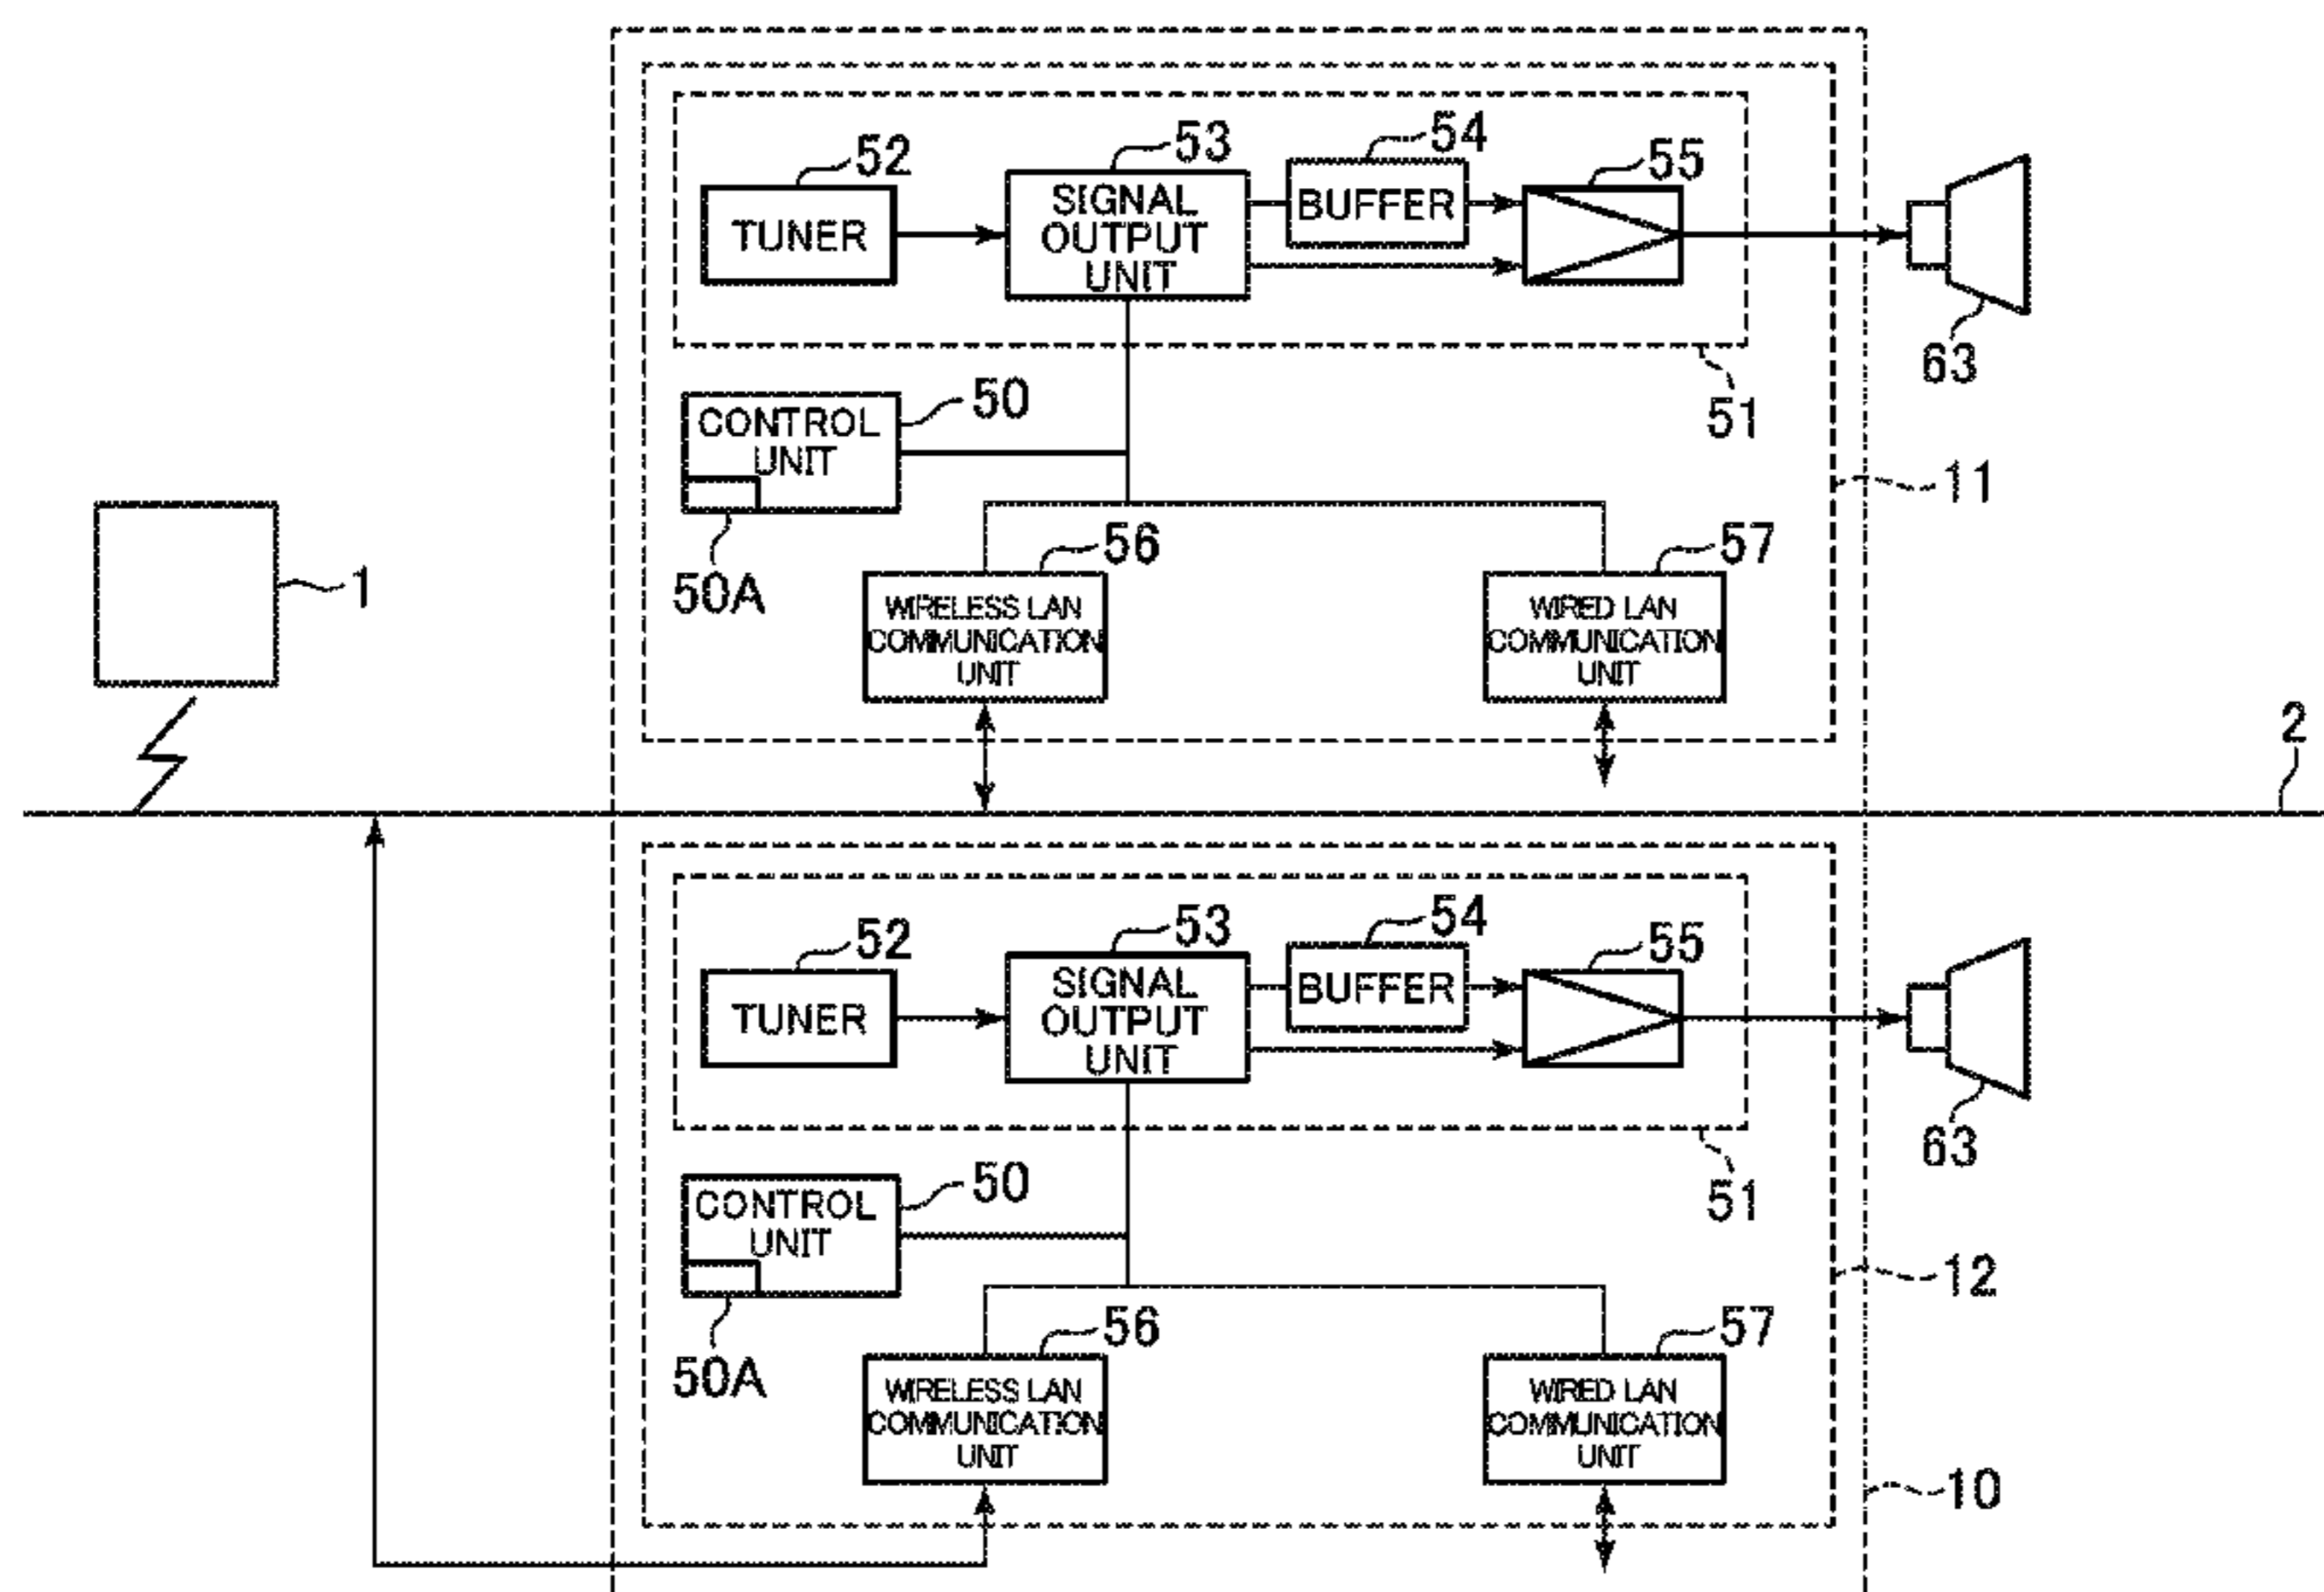 54
53
52
55
SIGNAL
OUTPUT
UNIT
BUFFER
TUNER
63
50
51
CONTROL
UNIT
11
56
57
1
50A
WIRELESS LAN
COMMUNICATION
UNIT
WIRED LAN
COMMUNICATION
UNIT
2
54
53
52
55
SIGNAL
OUTPUT
UNIT
BUFFER
TUNER
63
50
51
CONTROL
UNIT
12
56
57
50A
WIRELESS LAN
COMMUNICATION
UNIT
WIRED LAN
COMMUNICATION
UNIT
10